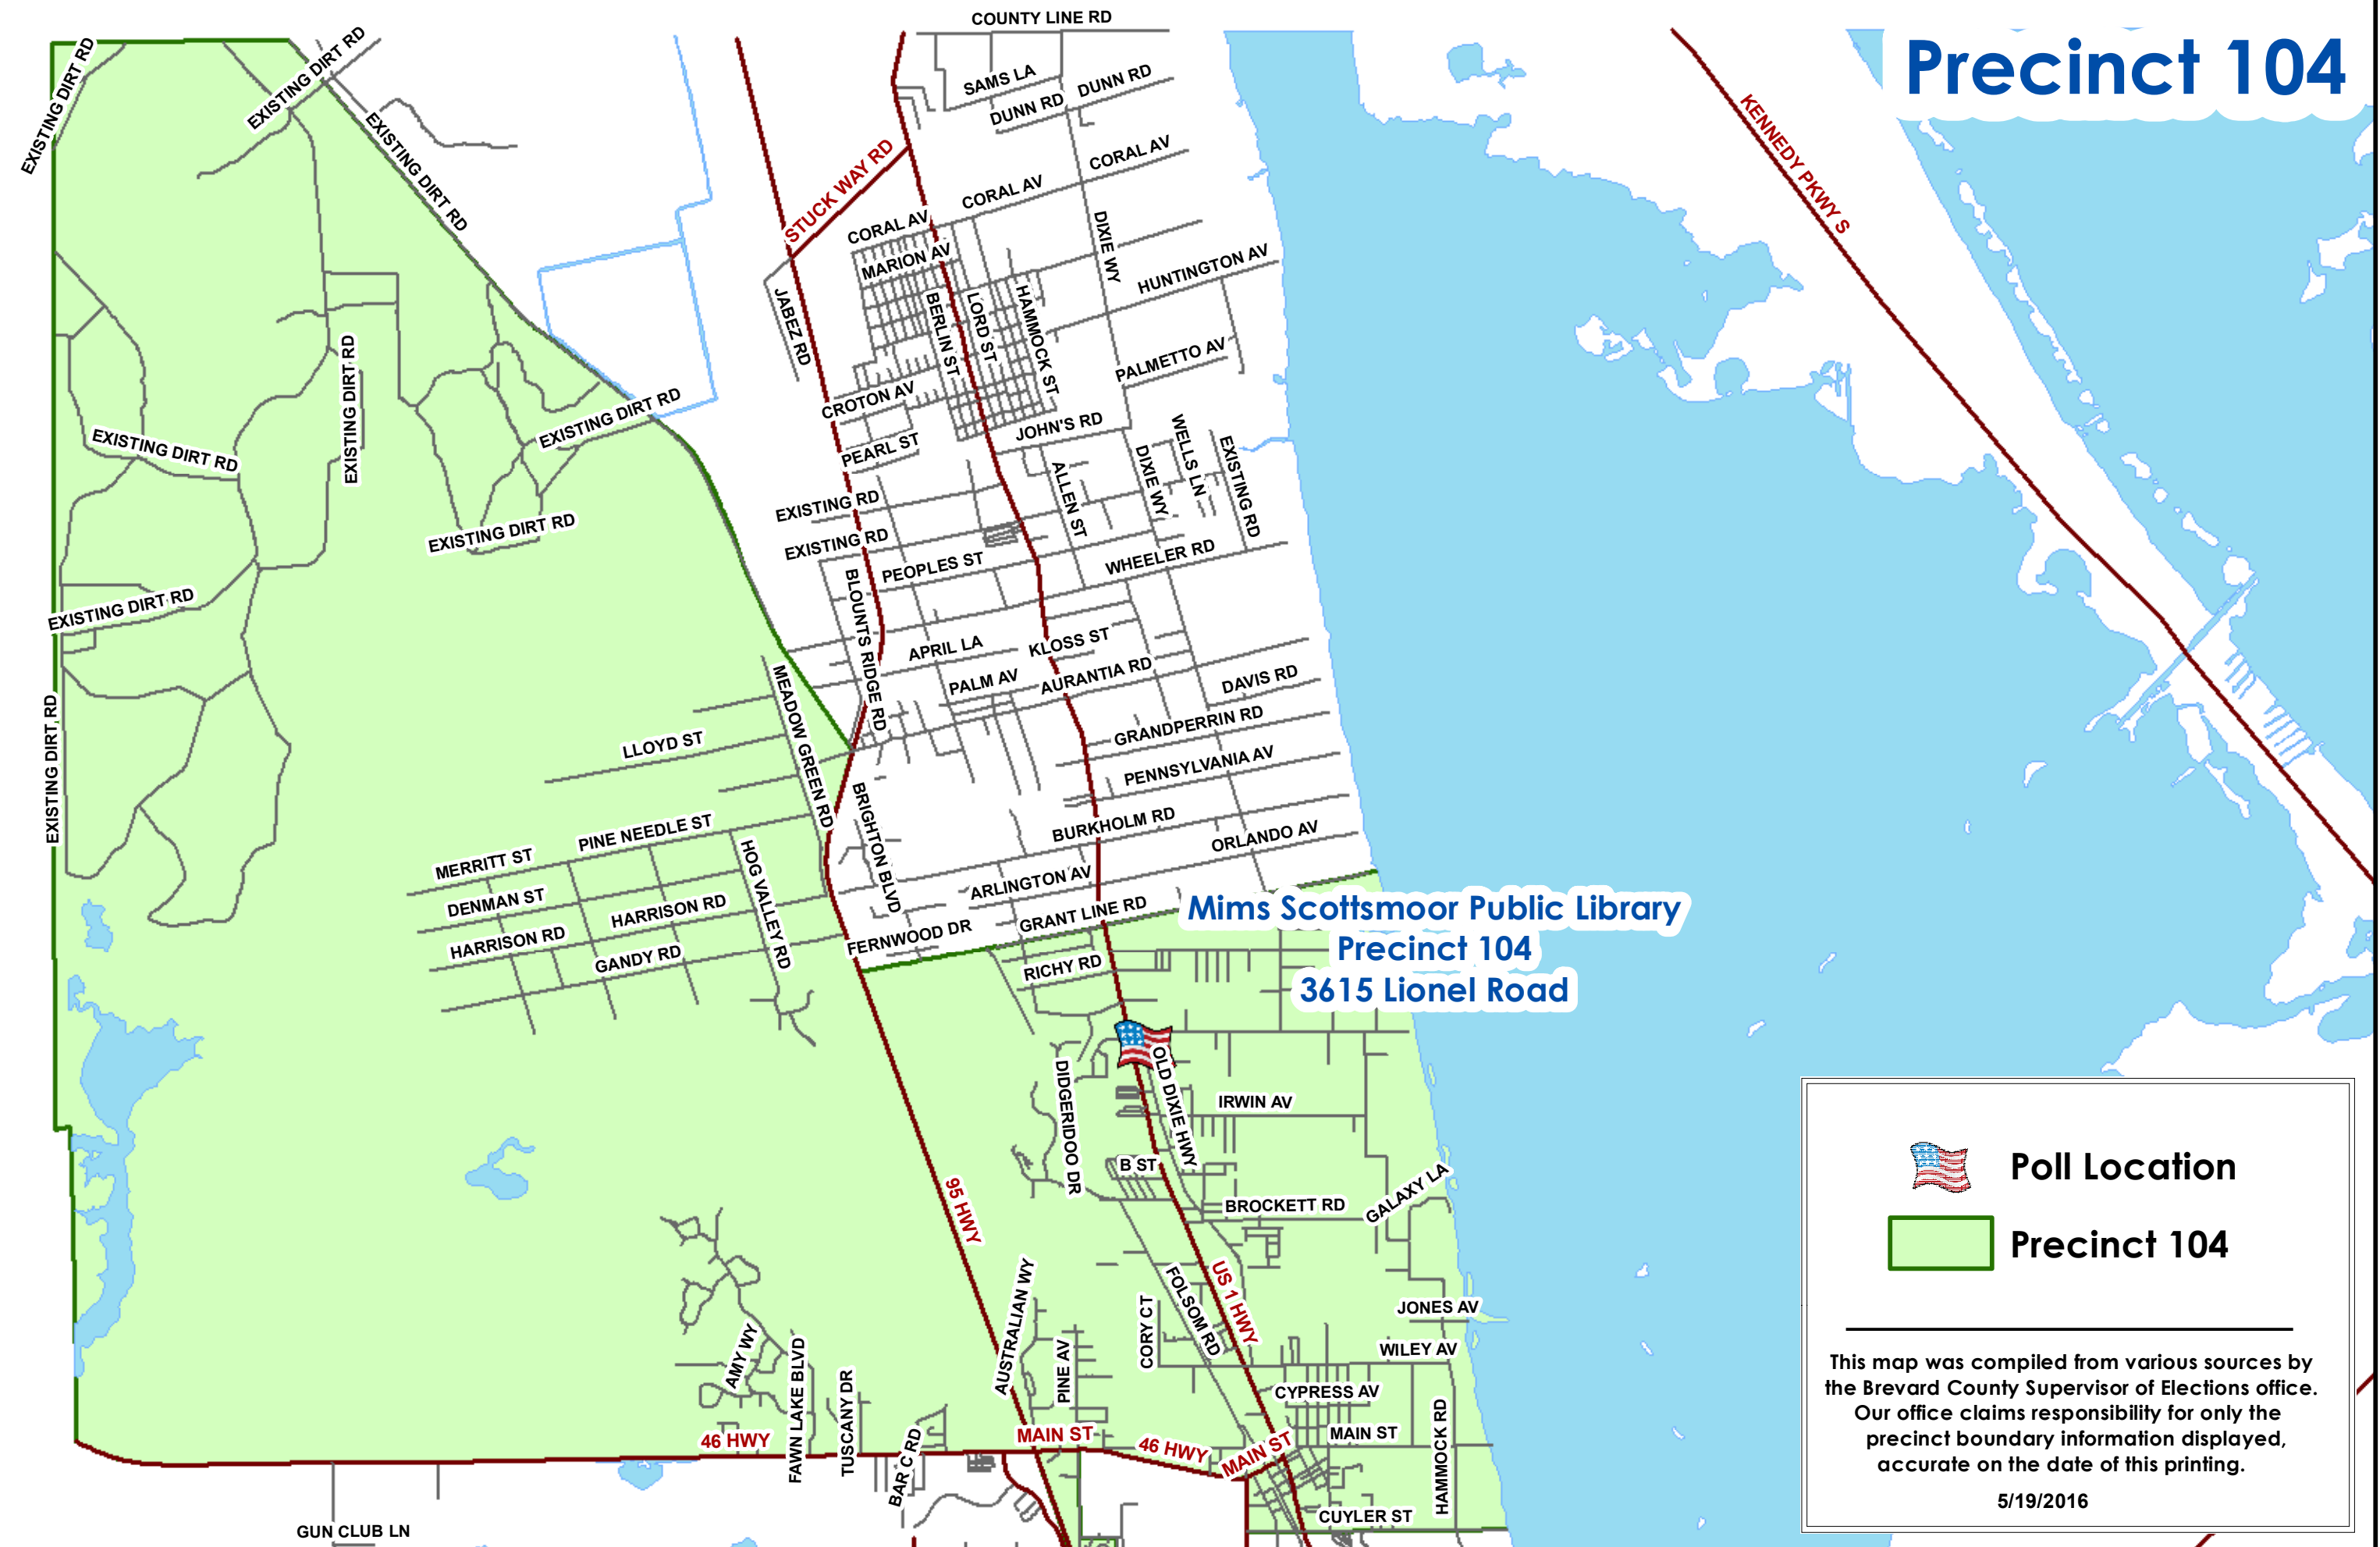 COUNTY LINE RD
Precinct 104
EXISTING DIRT RD
EXISTING DIRT RD
EXISTING DIRT RD
SAMS LA
DUNN RD
DUNN RD
KENNEDY PKWY S
STUCK WAY RD
CORAL AV
CORAL AV
CORAL AV
MARION AV
DIXIE WY
HUNTINGTON AV
JABEZ RD
BERLIN ST
LORD ST
HAMMOCK ST
PALMETTO AV
EXISTING DIRT RD
CROTON AV
EXISTING DIRT RD
JOHN'S RD
EXISTING DIRT RD
PEARL ST
WELLS LN
DIXIE WY
EXISTING RD
ALLEN ST
EXISTING RD
EXISTING DIRT RD
EXISTING RD
WHEELER RD
PEOPLES ST
BLOUNTS RIDGE RD
EXISTING DIRT RD
APRIL LA
KLOSS ST
PALM AV
AURANTIA RD
DAVIS RD
MEADOW GREEN RD
EXISTING DIRT RD
LLOYD ST
GRANDPERRIN RD
PENNSYLVANIA AV
BRIGHTON BLVD
PINE NEEDLE ST
BURKHOLM RD
ORLANDO AV
MERRITT ST
HOG VALLEY RD
ARLINGTON AV
DENMAN ST
HARRISON RD
GRANT LINE RD
HARRISON RD
FERNWOOD DR
GANDY RD
RICHY RD
Mims Scottsmoor Public Library
Precinct 104
3615 Lionel Road
OLD DIXIE HWY
DIDGERIDOO DR
IRWIN AV
B ST
95 HWY
BROCKETT RD
GALAXY LA
US 1 HWY
FOLSOM RD
AUSTRALIAN WY
CORY CT
JONES AV
WILEY AV
AMY WY
PINE AV
FAWN LAKE BLVD
TUSCANY DR
CYPRESS AV
46 HWY
MAIN ST
46 HWY
MAIN ST
MAIN ST
HAMMOCK RD
BAR C RD
CUYLER ST
GUN CLUB LN
Poll Location
Precinct 104
This map was compiled from various sources by
the Brevard County Supervisor of Elections office.
Our office claims responsibility for only the
precinct boundary information displayed,
accurate on the date of this printing.
5/19/2016